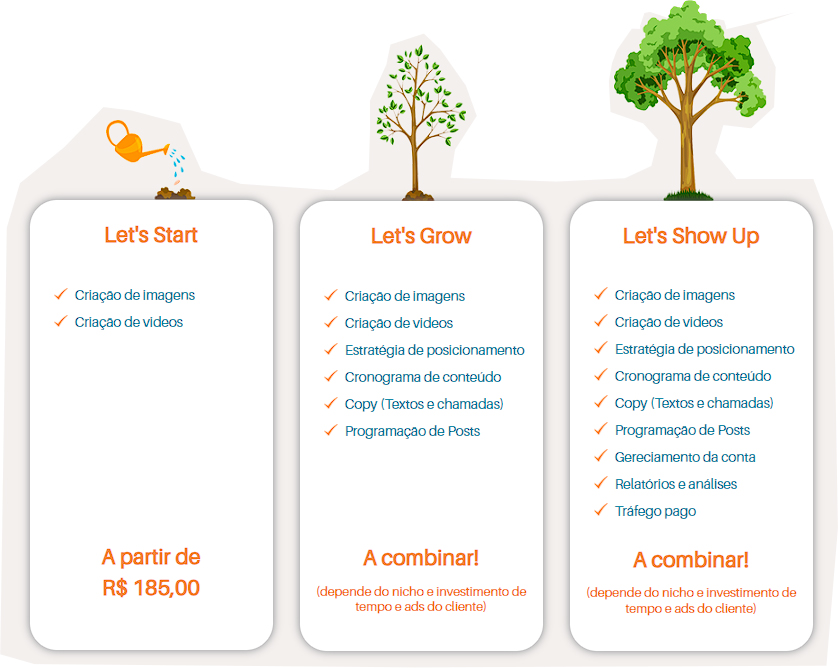 Let's Start
Criação de imagens
Criação de videos
A partir de
R$ 185,00
Let's Grow
Criação de imagens
Criação de videos
Estratégia de posicionamento
Cronograma de conteúdo
Copy (Textos e chamadas)
Programação de Posts
A combinar!
(depende do nicho e investimento de
tempo e ads do cliente)
Let's Show Up
Criação de imagens
Criação de videos
Estratégia de posicionamento
Cronograma de conteúdo
Copy (Textos e chamadas)
Programação de Posts
Gereciamento da conta
Relatórios e análises
Tráfego pago
A combinar!
(depende do nicho e investimento de
tempo e ads do cliente)